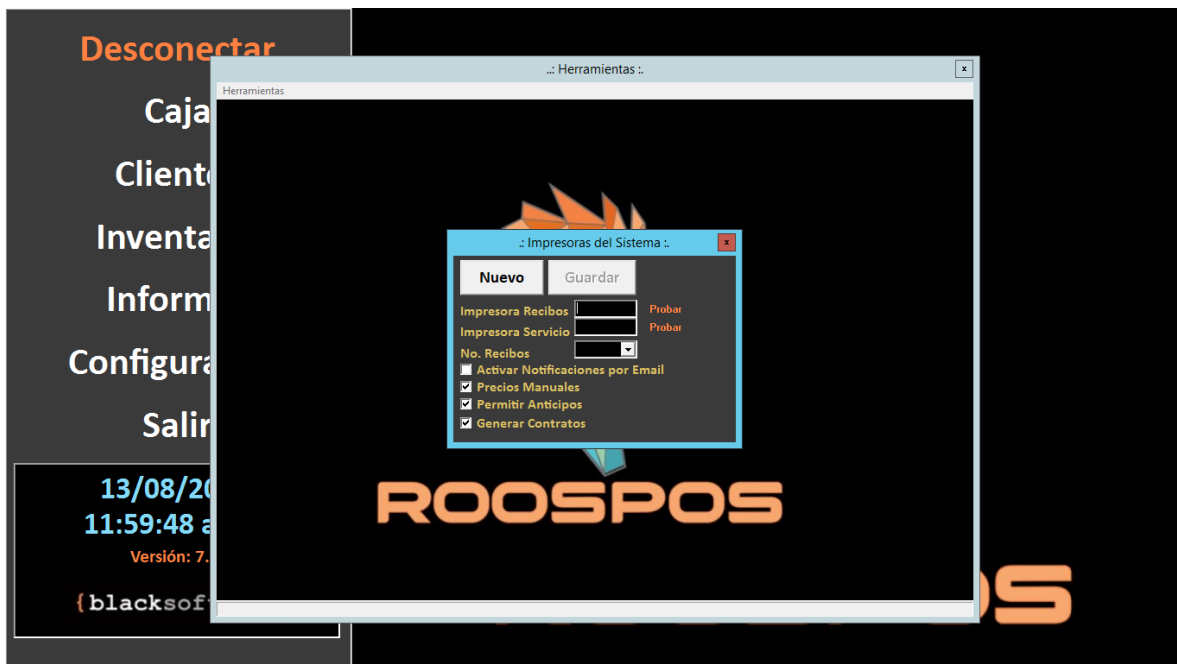 Desconectar
Caja
Client
Inventa
Inform
Configura
Salir
13/08/20
11:59:48 a
Versión: 7.
{blacksof
..: Herramientas :.
x
Herramientas
.: Impresoras del Sistema :.
x
Nuevo
Guardar
Impresora Recibos
Probar
Impresora Servicio
Probar
No. Recibos
Activar Notificaciones por Email
Precios Manuales
Permitir Anticipos
Generar Contratos
ROOSPOS
OS